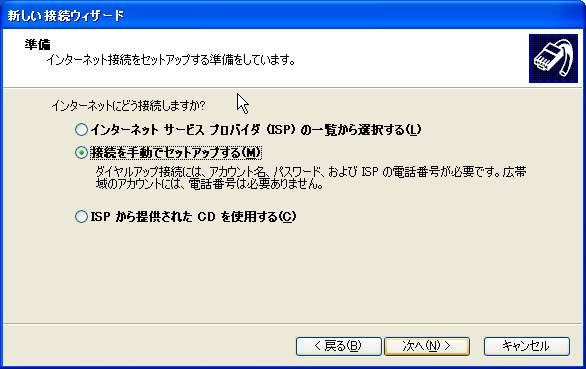 新しい接続ウィザード
準備
インターネット接続をセットアップする準備をしています。
インターネットにどう接続しますか?
インターネット サービス プロバイダ (ISP) の一覧から選択する(L)
接続を手動でセットアップする(M)
ダイヤルアップ接続には、アカウント名、パスワード、および ISP の電話番号が必要です。広帯
域のアカウントには、電話番号は必要ありません。
ISP から提供された CD を使用する(C)
< 戻る(B)
次へ(N) >
キャンセル